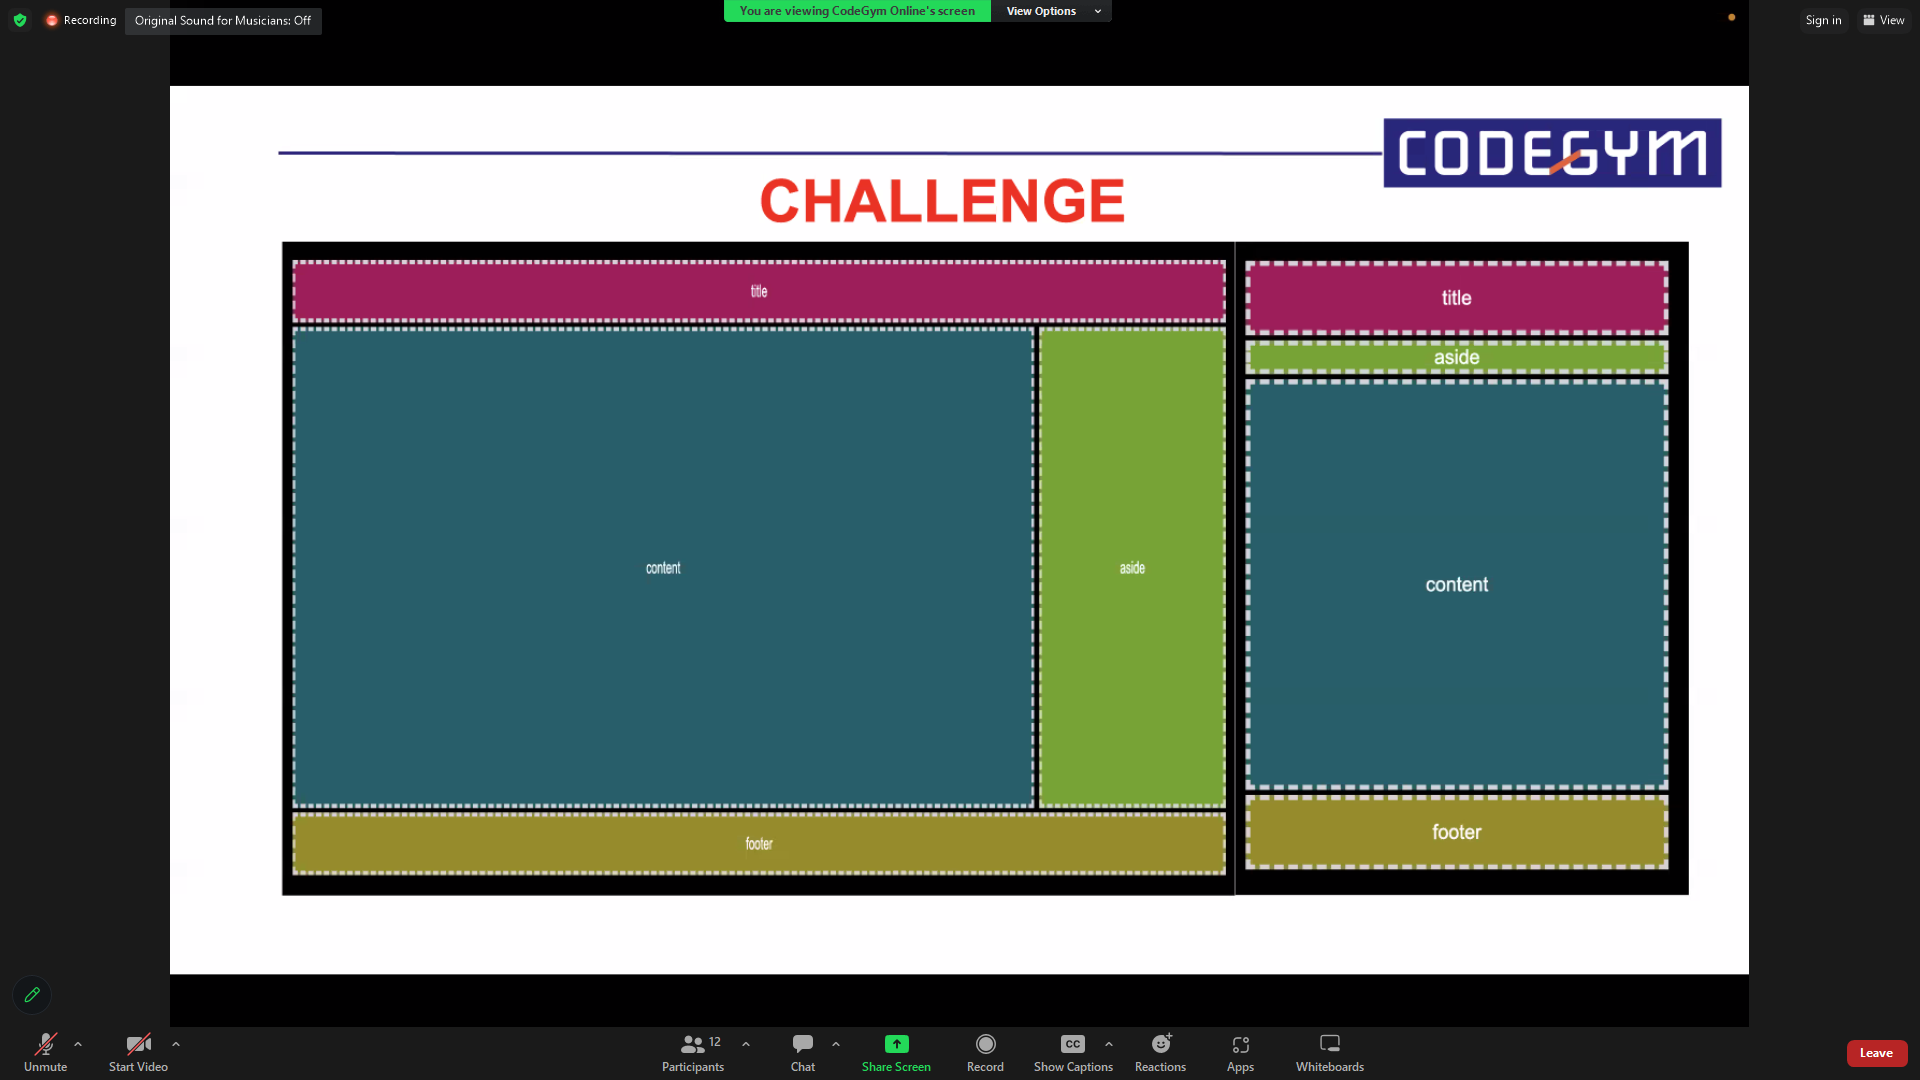 Recording
Original Sound for Musicians: Off
You are viewing CodeGym Online's screen
View Options
Sign in
View
CODEGYM
CHALLENGE
title
content
aside
footer
title
aside
content
footer
Unmute
Start Video
12
Participants
Chat
Share Screen
Record
CC
Show Captions
Reactions
Apps
Whiteboards
Leave